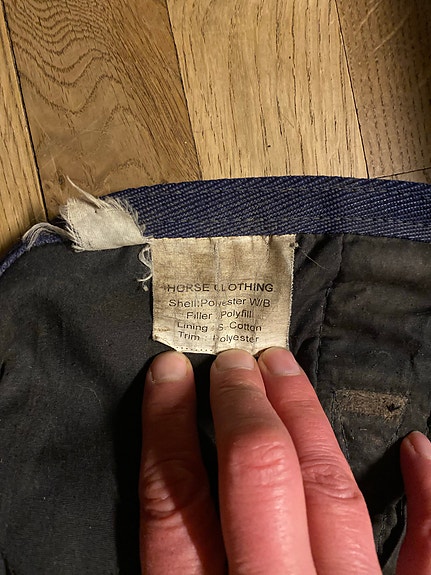 HORSE CLOTHING
Shell:Polyester W/B
Filler : Polyfill
Lining : S. Cotton
Trim : Polyester